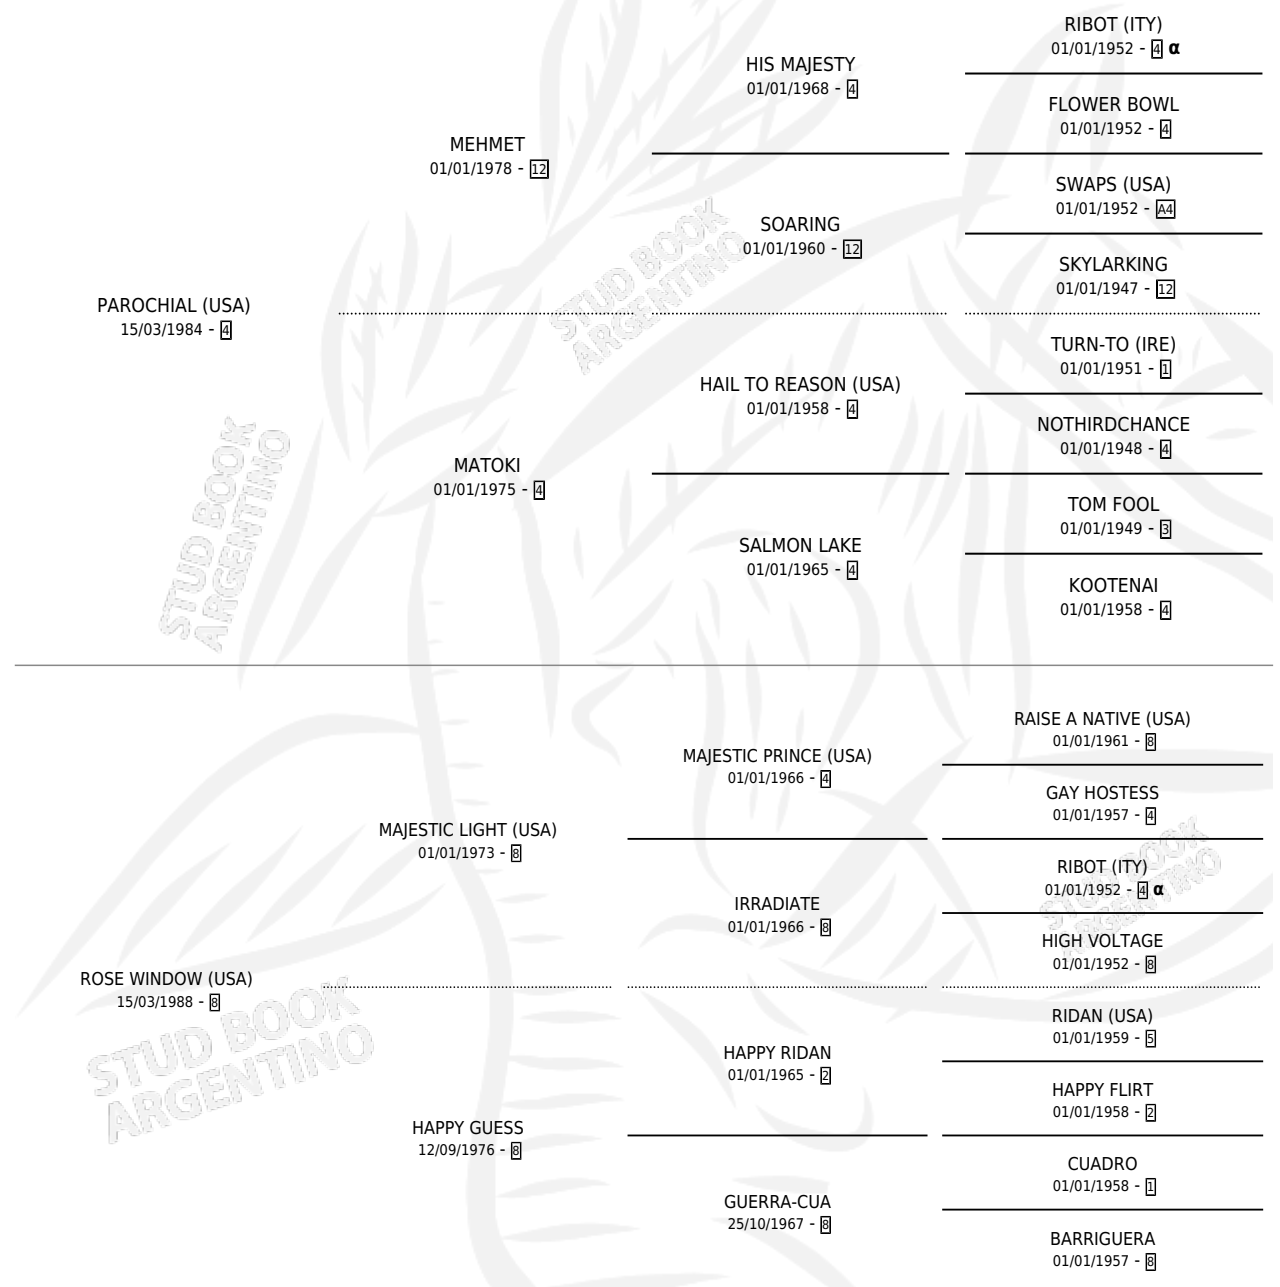 RIBOT (ITY)
01/01/1952 - 4 α
HIS MAJESTY
01/01/1968 - 4
FLOWER BOWL
01/01/1952 - 4
MEHMET
01/01/1978 - 12
SWAPS (USA)
01/01/1952 - A4
SOARING
01/01/1960 - 12
SKYLARKING
01/01/1947 - 12
PAROCHIAL (USA)
15/03/1984 - 4
TURN-TO (IRE)
01/01/1951 - 1
HAIL TO REASON (USA)
01/01/1958 - 4
NOTHIRDCHANCE
01/01/1948 - 4
MATOKI
01/01/1975 - 4
TOM FOOL
01/01/1949 - 3
SALMON LAKE
01/01/1965 - 4
KOOTENAI
01/01/1958 - 4
RAISE A NATIVE (USA)
01/01/1961 - 8
MAJESTIC PRINCE (USA)
01/01/1966 - 4
GAY HOSTESS
01/01/1957 - 4
MAJESTIC LIGHT (USA)
01/01/1973 - 8
RIBOT (ITY)
01/01/1952 - 4 α
IRRADIATE
01/01/1966 - 8
HIGH VOLTAGE
01/01/1952 - 8
ROSE WINDOW (USA)
15/03/1988 - 8
RIDAN (USA)
01/01/1959 - 5
HAPPY RIDAN
01/01/1965 - 2
HAPPY FLIRT
01/01/1958 - 2
HAPPY GUESS
12/09/1976 - 8
CUADRO
01/01/1958 - 1
GUERRA-CUA
25/10/1967 - 8
BARRIGUERA
01/01/1957 - 8
STUD BOOK
ARGENTINO
STUD BOOK
ARGENTINO
STUD BOOK
ARGENTINO
STUD BOOK
ARGENTINO